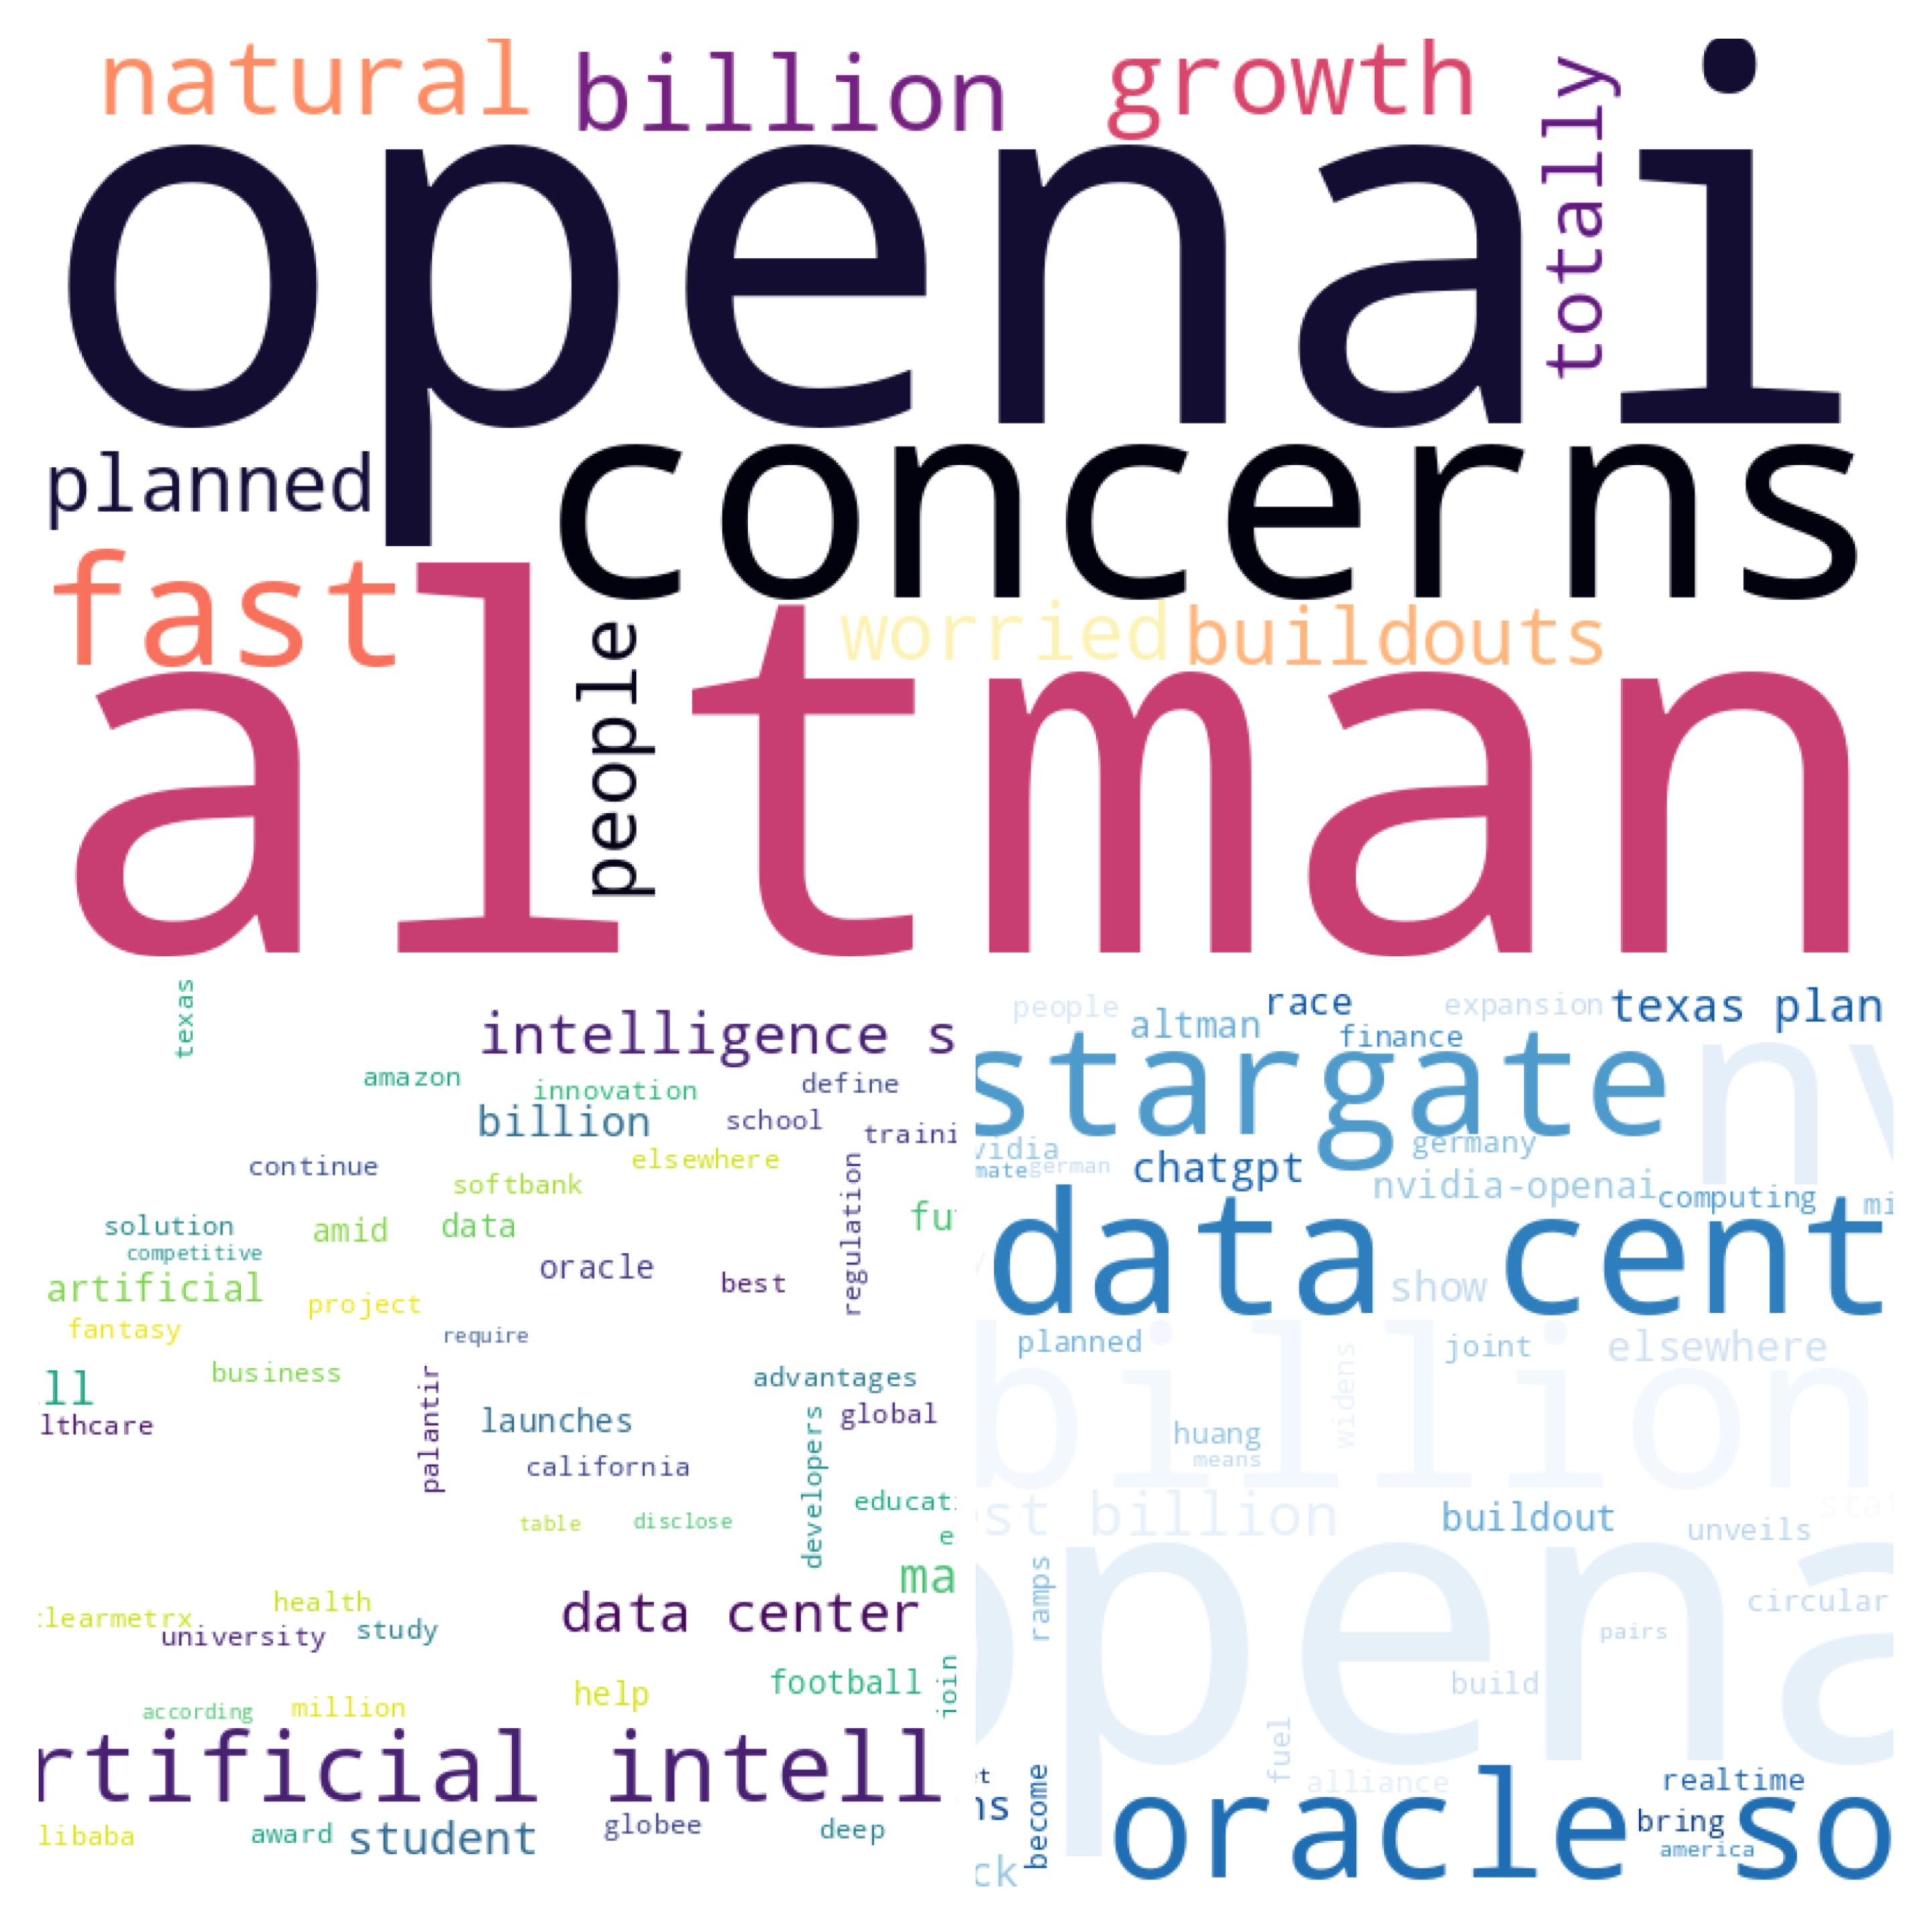 natural
billion
growth
totally
openai
planned
concerns
fast
worried
buildouts
people
altman
texas
intelligence s
amazon
innovation
define
billion
school
traini
continue
elsewhere
softbank
regulation
solution
amid
data
fu
competitive
oracle
best
artificial
project
fantasy
require
ll
business
palantir
advantages
lthcare
launches
global
california
developers
educat
table
disclose
e
ma
health
learmetrx
university
study
data center
help
football
join
according
million
rtificial intell
libaba
award
student
globee
deep
people
altman
race
expansion
texas plan
finance
stargate
nv
vidia
germany
mate
german
chatgpt
nvidia-openai
computing
mi
data cent
show
planned
joint
elsewhere
billion
widens
huang
means
st billion
buildout
unveils
sta
opena
ramps
circular
pairs
build
fuel
become
alliance
realtime
ns
oracle
bring
so
america
ck